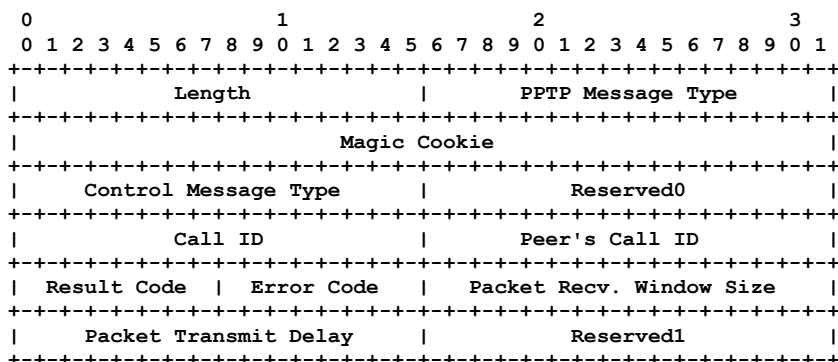 0                   1                   2                   3
0 1 2 3 4 5 6 7 8 9 0 1 2 3 4 5 6 7 8 9 0 1 2 3 4 5 6 7 8 9 0 1
+-+-+-+-+-+-+-+-+-+-+-+-+-+-+-+-+-+-+-+-+-+-+-+-+-+-+-+-+-+-+-+-+
| Length | PPTP Message Type |
+-+-+-+-+-+-+-+-+-+-+-+-+-+-+-+-+-+-+-+-+-+-+-+-+-+-+-+-+-+-+-+-+
| Magic Cookie |
+-+-+-+-+-+-+-+-+-+-+-+-+-+-+-+-+-+-+-+-+-+-+-+-+-+-+-+-+-+-+-+-+
| Control Message Type | Reserved0 |
+-+-+-+-+-+-+-+-+-+-+-+-+-+-+-+-+-+-+-+-+-+-+-+-+-+-+-+-+-+-+-+-+
| Call ID | Peer's Call ID |
+-+-+-+-+-+-+-+-+-+-+-+-+-+-+-+-+-+-+-+-+-+-+-+-+-+-+-+-+-+-+-+-+
| Result Code | Error Code | Packet Recv. Window Size |
+-+-+-+-+-+-+-+-+-+-+-+-+-+-+-+-+-+-+-+-+-+-+-+-+-+-+-+-+-+-+-+-+
| Packet Transmit Delay | Reserved1 |
+-+-+-+-+-+-+-+-+-+-+-+-+-+-+-+-+-+-+-+-+-+-+-+-+-+-+-+-+-+-+-+-+